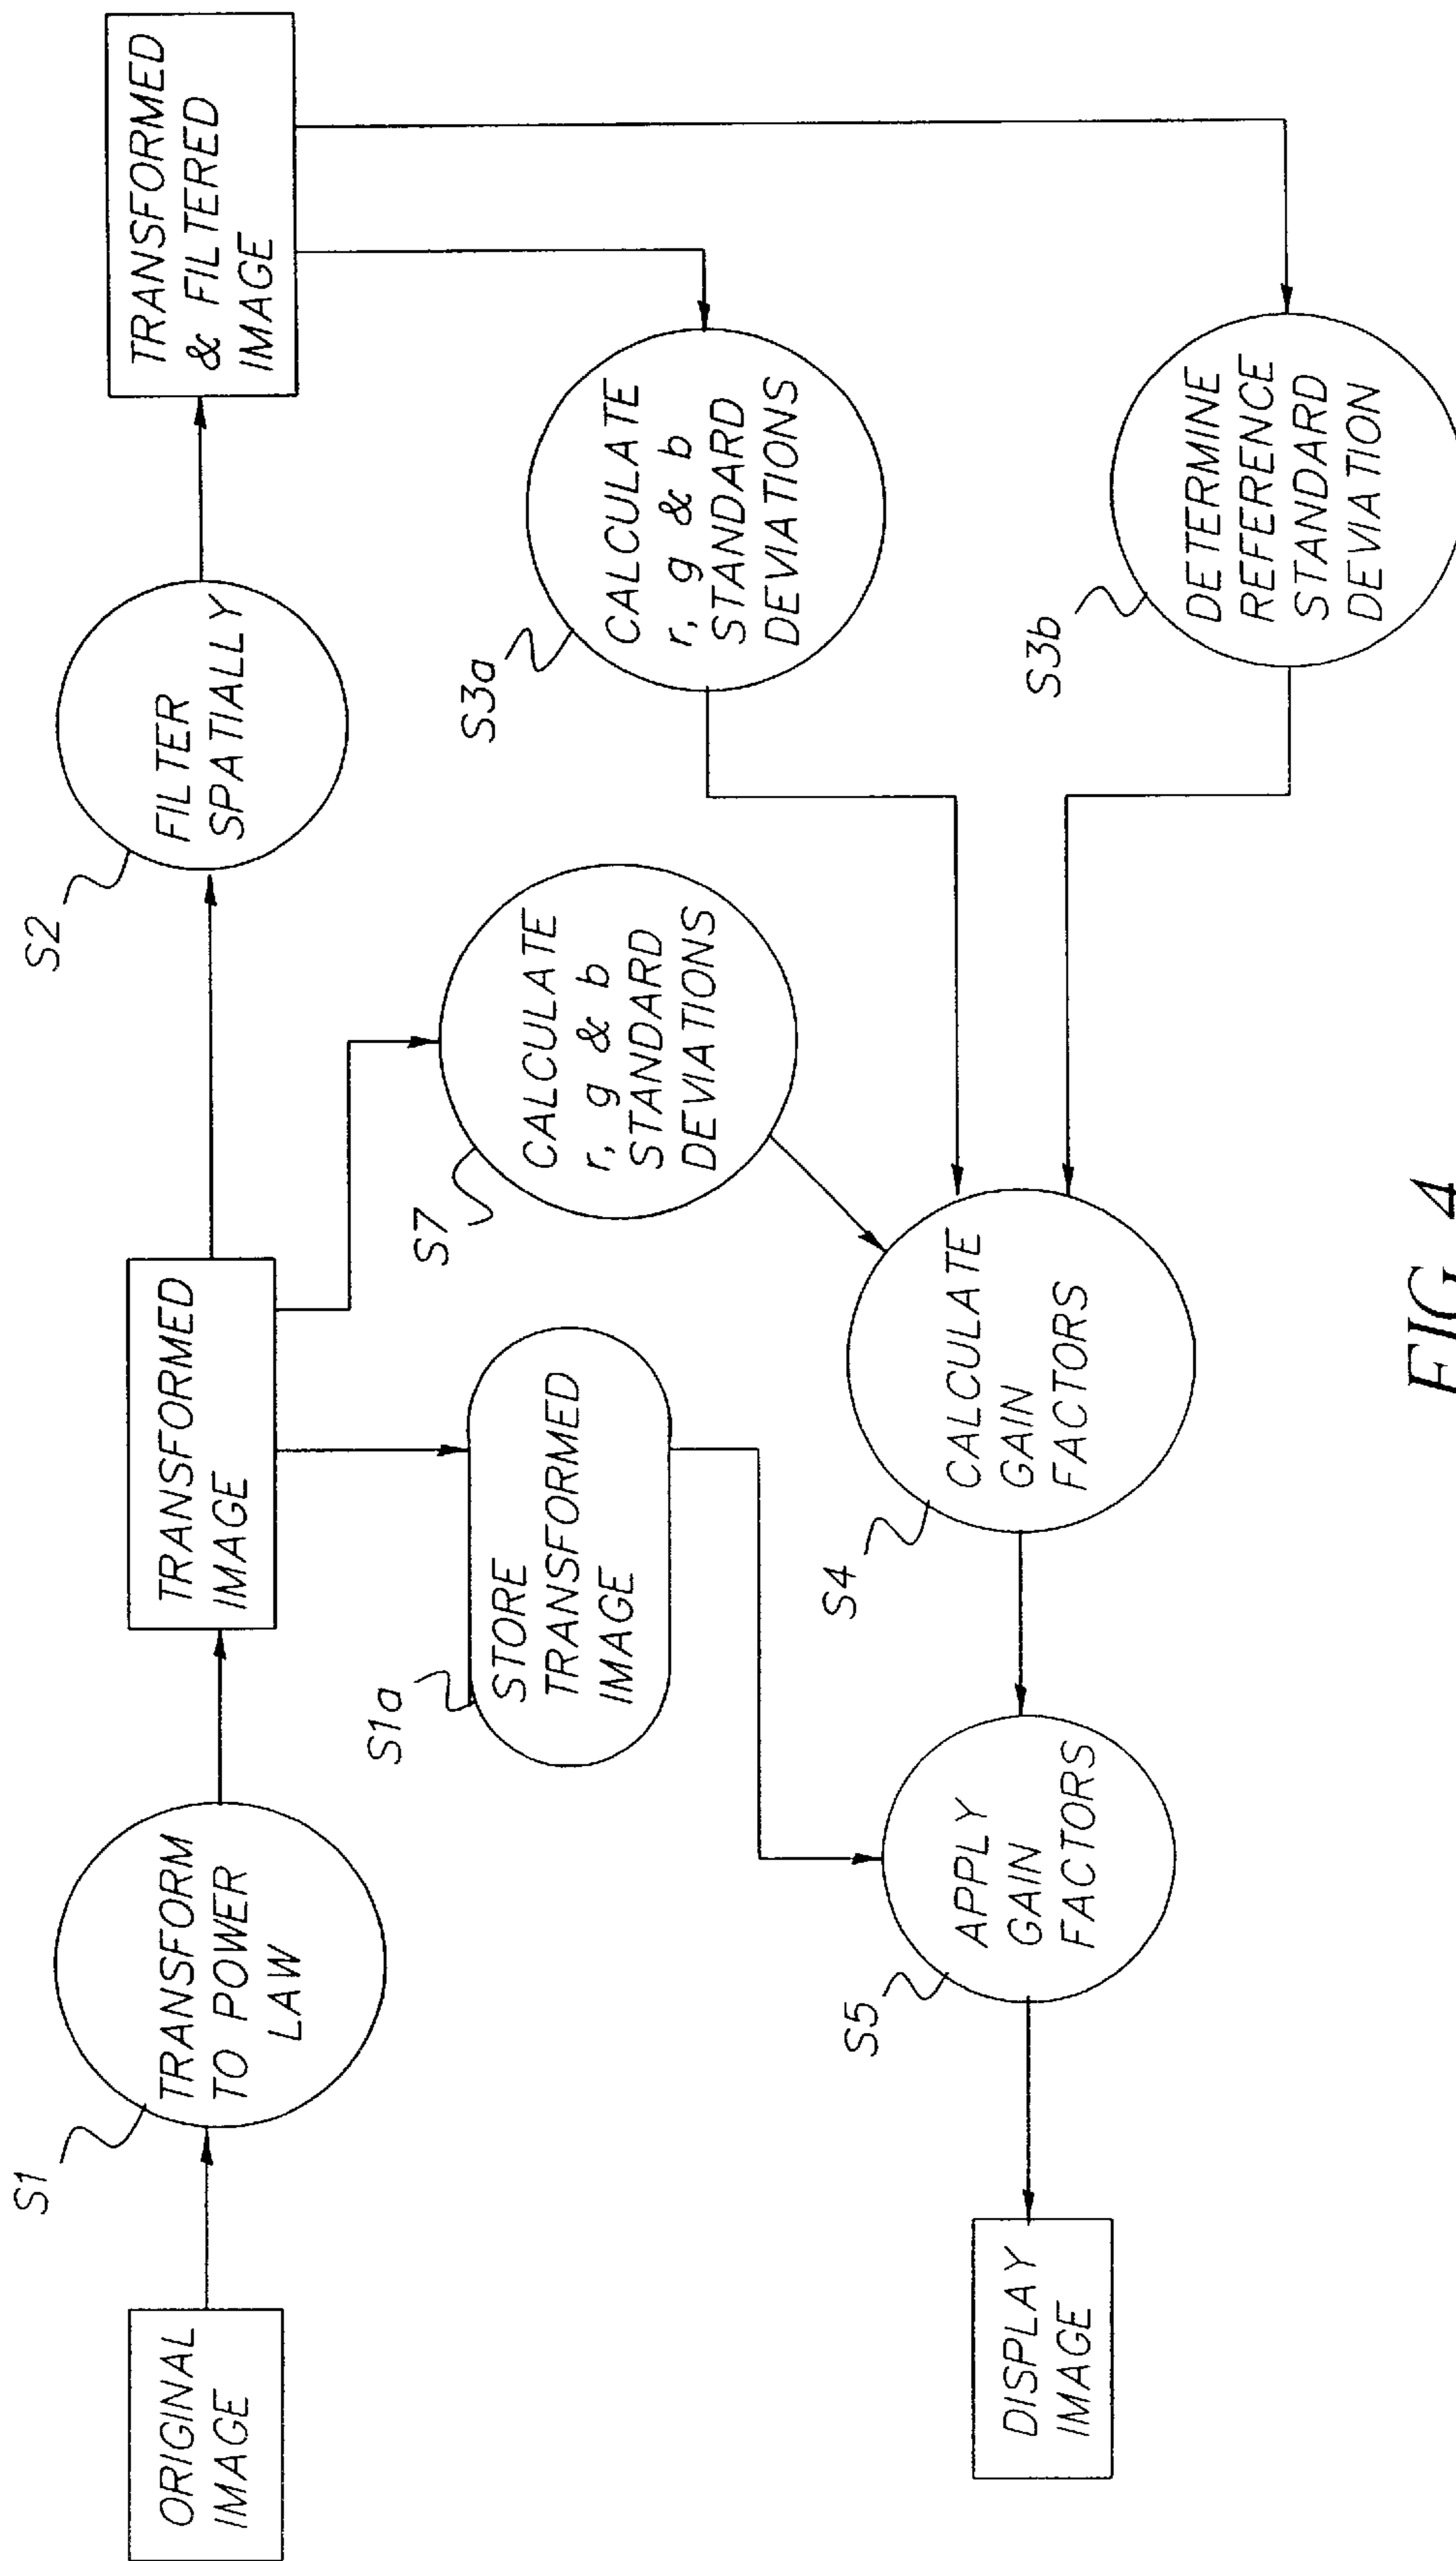 ORIGINAL
IMAGE
S1
TRANSFORM
TO POWER
LAW
TRANSFORMED
IMAGE
S2
FILTER
SPATIALLY
TRANSFORMED
& FILTERED
IMAGE
S1a
STORE
TRANSFORMED
IMAGE
S7
CALCULATE
r, g & b
STANDARD
DEVIATIONS
S3a
CALCULATE
r, g & b
STANDARD
DEVIATIONS
S3b
DETERMINE
REFERENCE
STANDARD
DEVIATION
S4
CALCULATE
GAIN
FACTORS
S5
APPLY
GAIN
FACTORS
DISPLAY
IMAGE
FIG. 4